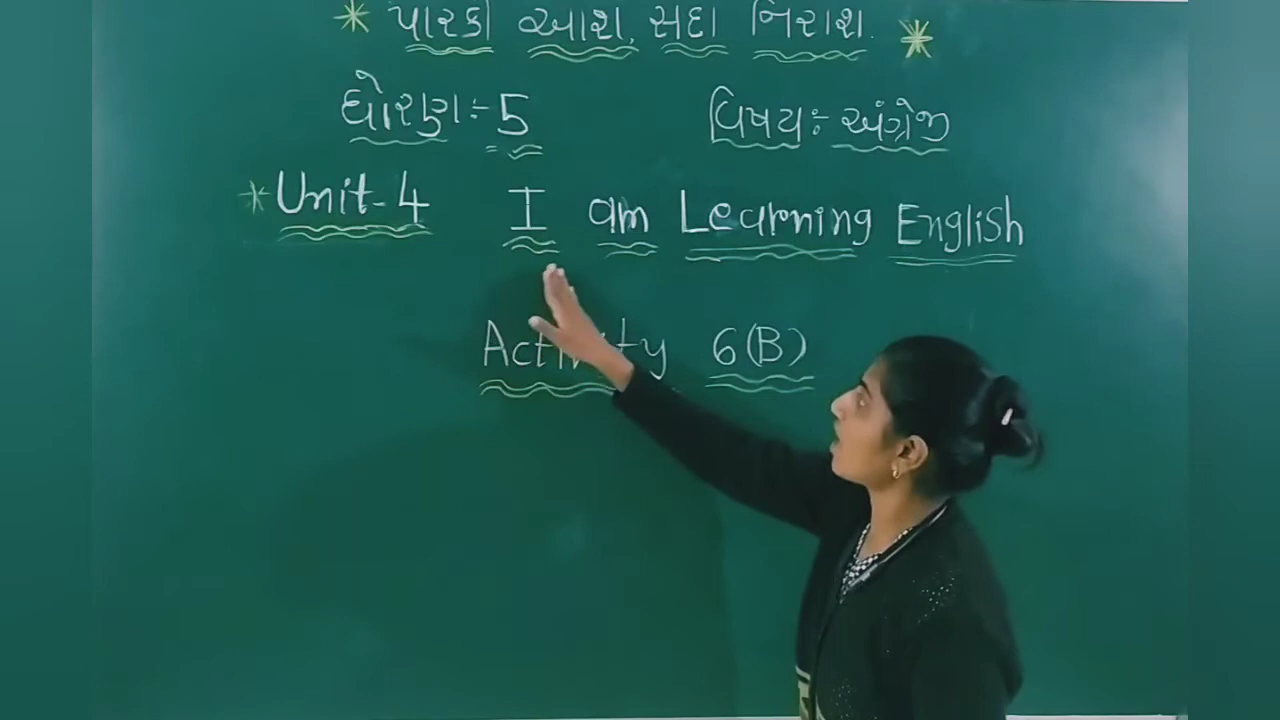 * પારકી આશ, સદા નિરાશ. *
ધોરણ:- 5 વિષય:- અંગ્રેજી
* Unit-4 I am Learning English
Activity 6(B)